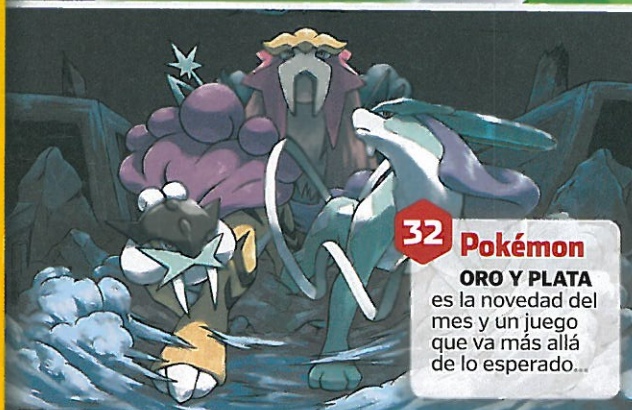 32 Pokémon
ORO Y PLATA
es la novedad del
mes y un juego
que va más allá
de lo esperado...